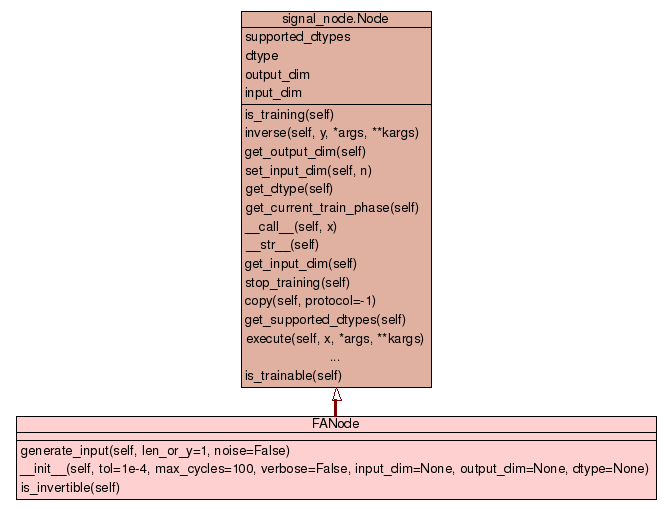 signal_node.Node
supported_dtypes
dtype
output_dim
input_dim
is_training(self)
inverse(self, y, *args, **kargs)
get_output_dim(self)
set_input_dim(self, n)
get_dtype(self)
get_current_train_phase(self)
__call__(self, x)
__str__(self)
get_input_dim(self)
stop_training(self)
copy(self, protocol=-1)
get_supported_dtypes(self)
execute(self, x, *args, **kargs)
...
is_trainable(self)
FANode
generate_input(self, len_or_y=1, noise=False)
__init__(self, tol=1e-4, max_cycles=100, verbose=False, input_dim=None, output_dim=None, dtype=None)
is_invertible(self)